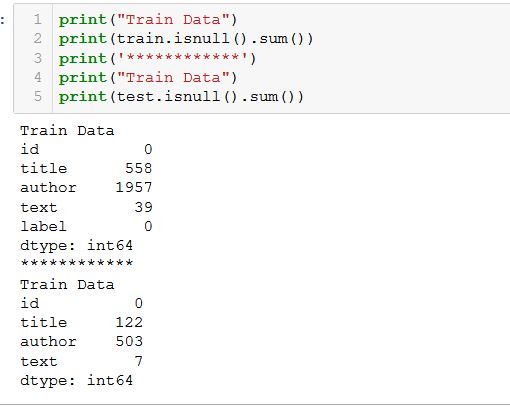 :
1 print("Train Data")
2 print(train.isnull().sum())
3 print('************')
4 print("Train Data")
5 print(test.isnull().sum())
Train Data
id 0
title 558
author 1957
text 39
label 0
dtype: int64
************
Train Data
id 0
title 122
author 503
text 7
dtype: int64